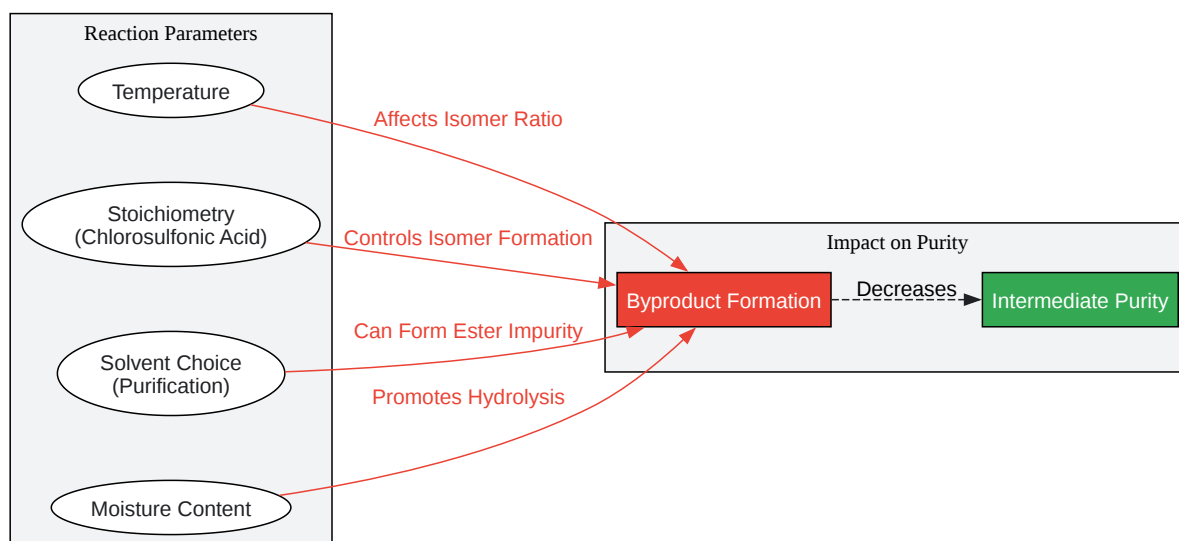 Reaction Parameters
Temperature
Affects Isomer Ratio
Stoichiometry
(Chlorosulfonic Acid)
Controls Isomer Formation
Solvent Choice
(Purification)
Can Form Ester Impurity
Promotes Hydrolysis
Moisture Content
Impact on Purity
Byproduct Formation
Decreases
Intermediate Purity